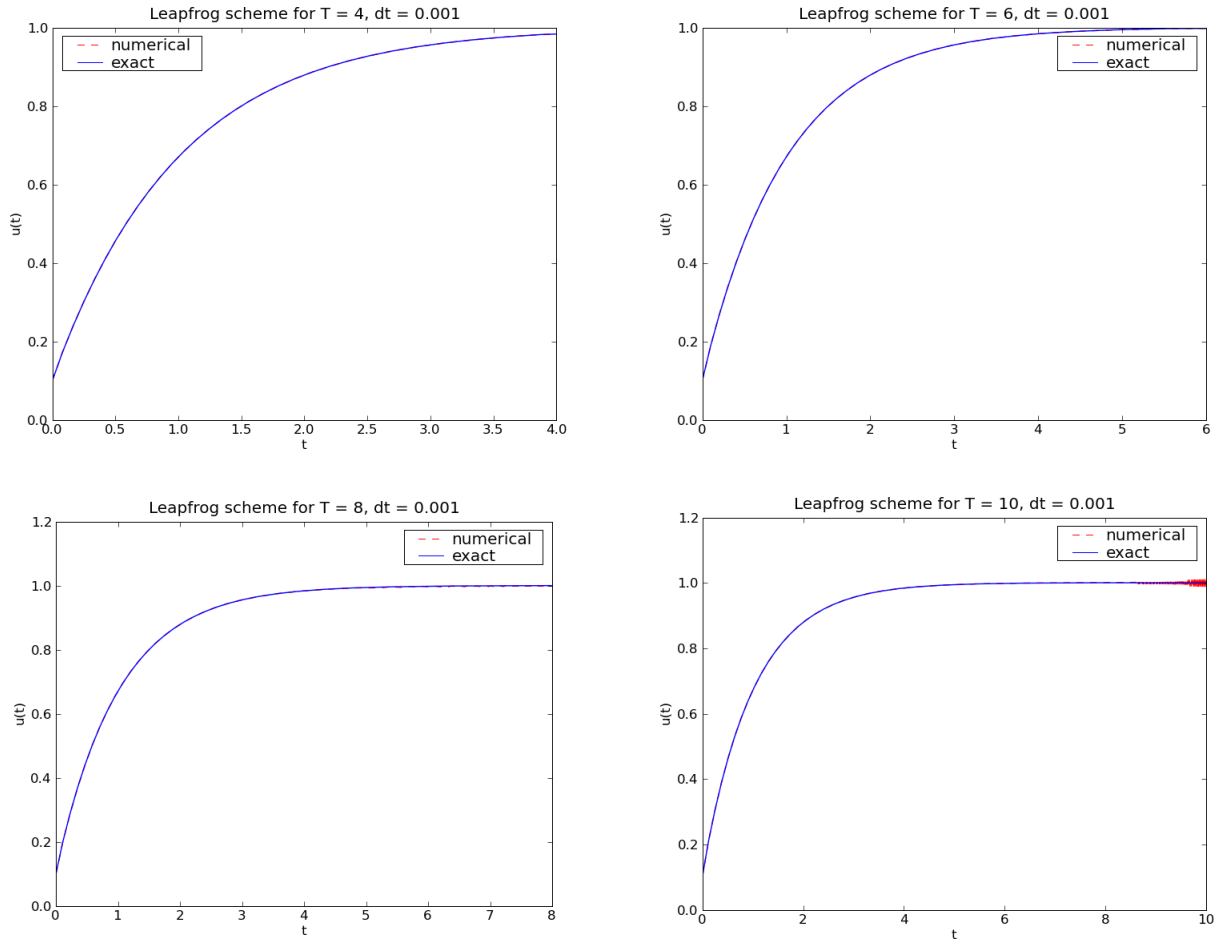 Leapfrog scheme for T = 4, dt = 0.001
1.0
numerical
exact
0.8
0.6
u(t)
0.4
0.2
0.0
0.0 0.5 1.0 1.5 2.0 2.5 3.0 3.5 4.0
t
Leapfrog scheme for T = 6, dt = 0.001
1.0
numerical
exact
0.8
0.6
u(t)
0.4
0.2
0.0
0 1 2 3 4 5 6
t
Leapfrog scheme for T = 8, dt = 0.001
1.2
numerical
exact
1.0
0.8
0.6
u(t)
0.4
0.2
0.0
0 1 2 3 4 5 6 7 8
t
Leapfrog scheme for T = 10, dt = 0.001
1.2
numerical
exact
1.0
0.8
0.6
u(t)
0.4
0.2
0.0
0 2 4 6 8 10
t